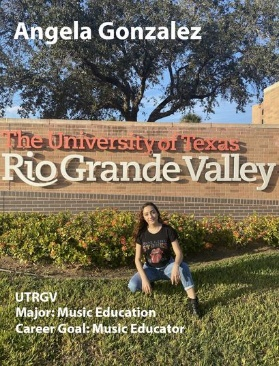 Angela Gonzalez
The University of Texas
Rio Grande Valley
UTRGV
Major: Music Education
Career Goal: Music Educator